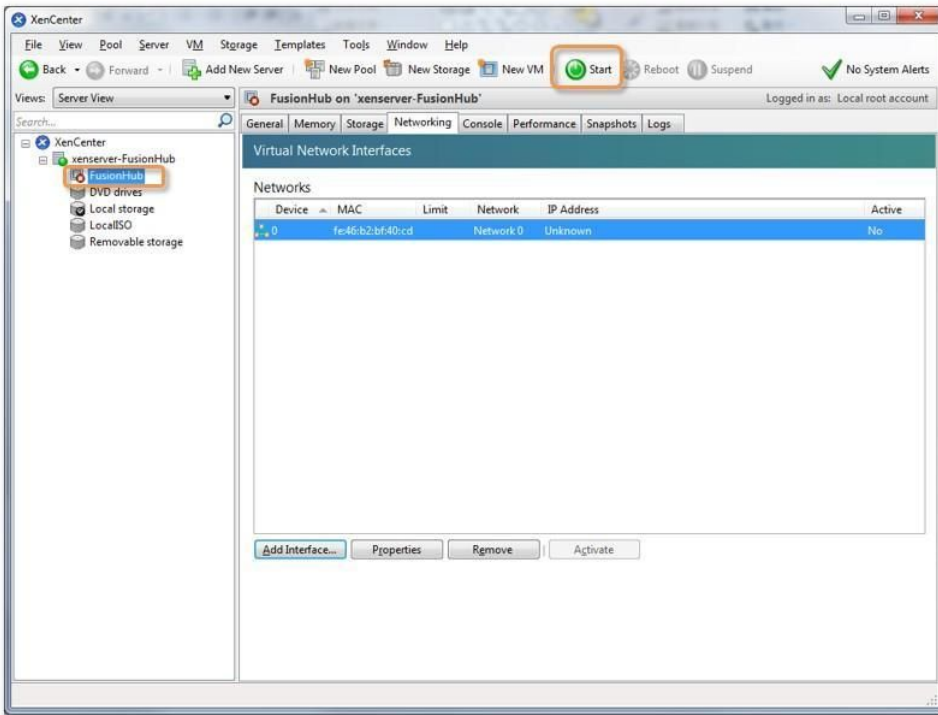 XenCenter
File View Pool Server VM Storage Templates Tools Window Help
Back Forward Add New Server New Pool New Storage New VM Start Reboot Suspend No System Alerts
Views: Server View FusionHub on 'xenserver-FusionHub' Logged in as: Local root account
Search... General Memory Storage Networking Console Performance Snapshots Logs
XenCenter
xenserver-FusionHub
FusionHub
DVD drives
Local storage
LocalISO
Removable storage
Virtual Network Interfaces
Networks
Device MAC Limit Network IP Address Active
0 fe:46:b2:bf:40:cd Network 0 Unknown No
Add Interface... Properties Remove Activate